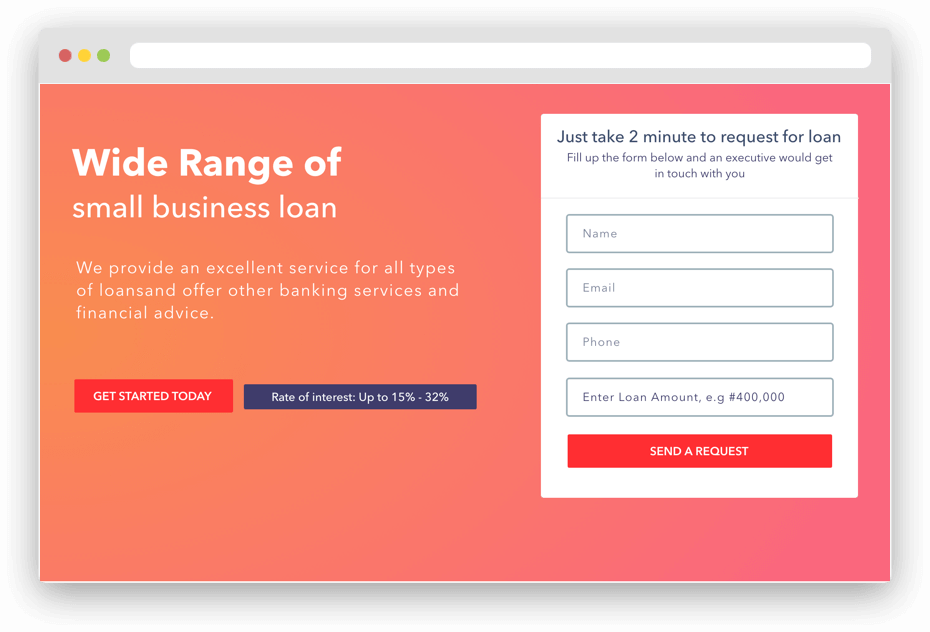 Wide Range of
small business loan
We provide an excellent service for all types
of loansand offer other banking services and
financial advice.
GET STARTED TODAY
Rate of interest: Up to 15% - 32%
Just take 2 minute to request for loan
Fill up the form below and an executive would get
in touch with you
Name
Email
Phone
Enter Loan Amount, e.g #400,000
SEND A REQUEST